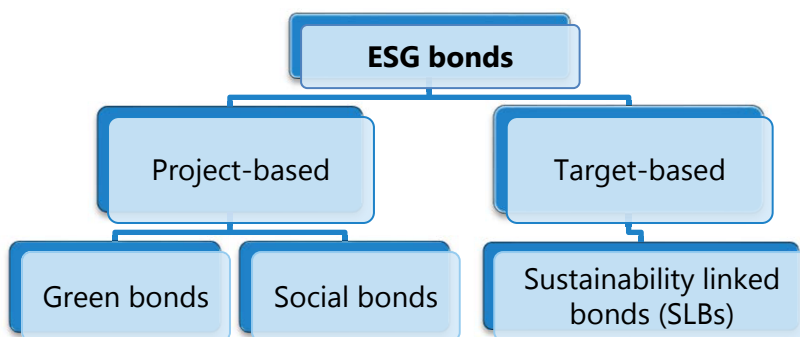 ESG bonds
Project-based
Target-based
Green bonds
Social bonds
Sustainability linked
bonds (SLBs)